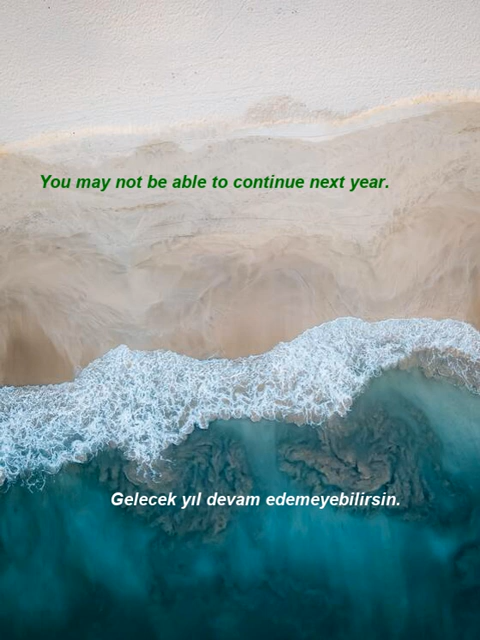 You may not be able to continue next year.
Gelecek yıl devam edemeyebilirsin.